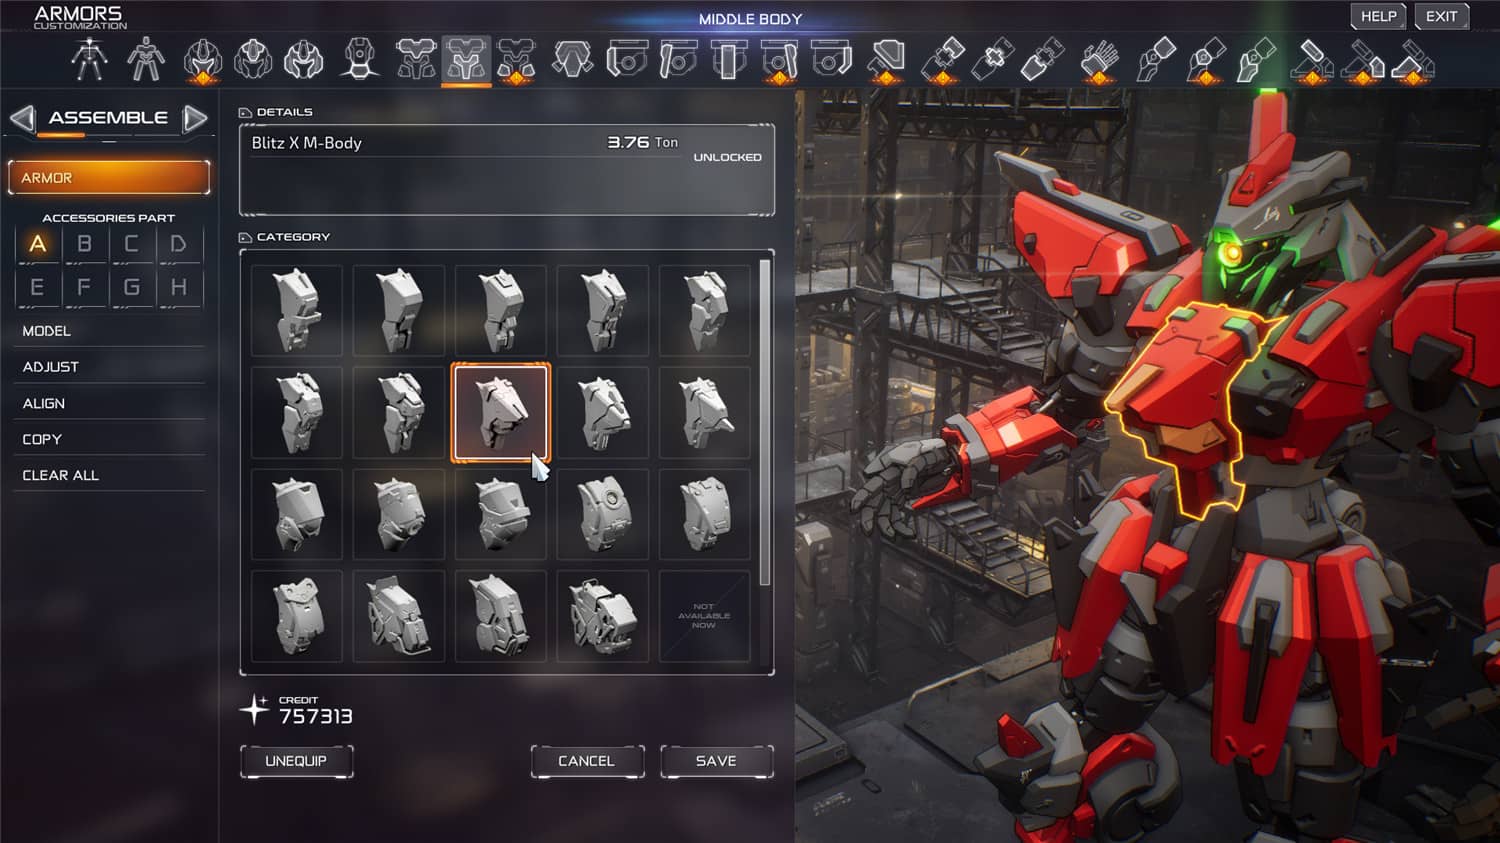 ARMORS
CUSTOMIZATION
MIDDLE BODY
HELP
EXIT
ASSEMBLE
ARMOR
ACCESSORIES PART
A B C D
E F G H
MODEL
ADJUST
ALIGN
COPY
CLEAR ALL
DETAILS
Blitz X M-Body
3.76 Ton
UNLOCKED
CATEGORY
NOT
AVAILABLE
NOW
CREDIT
757313
UNEQUIP
CANCEL
SAVE